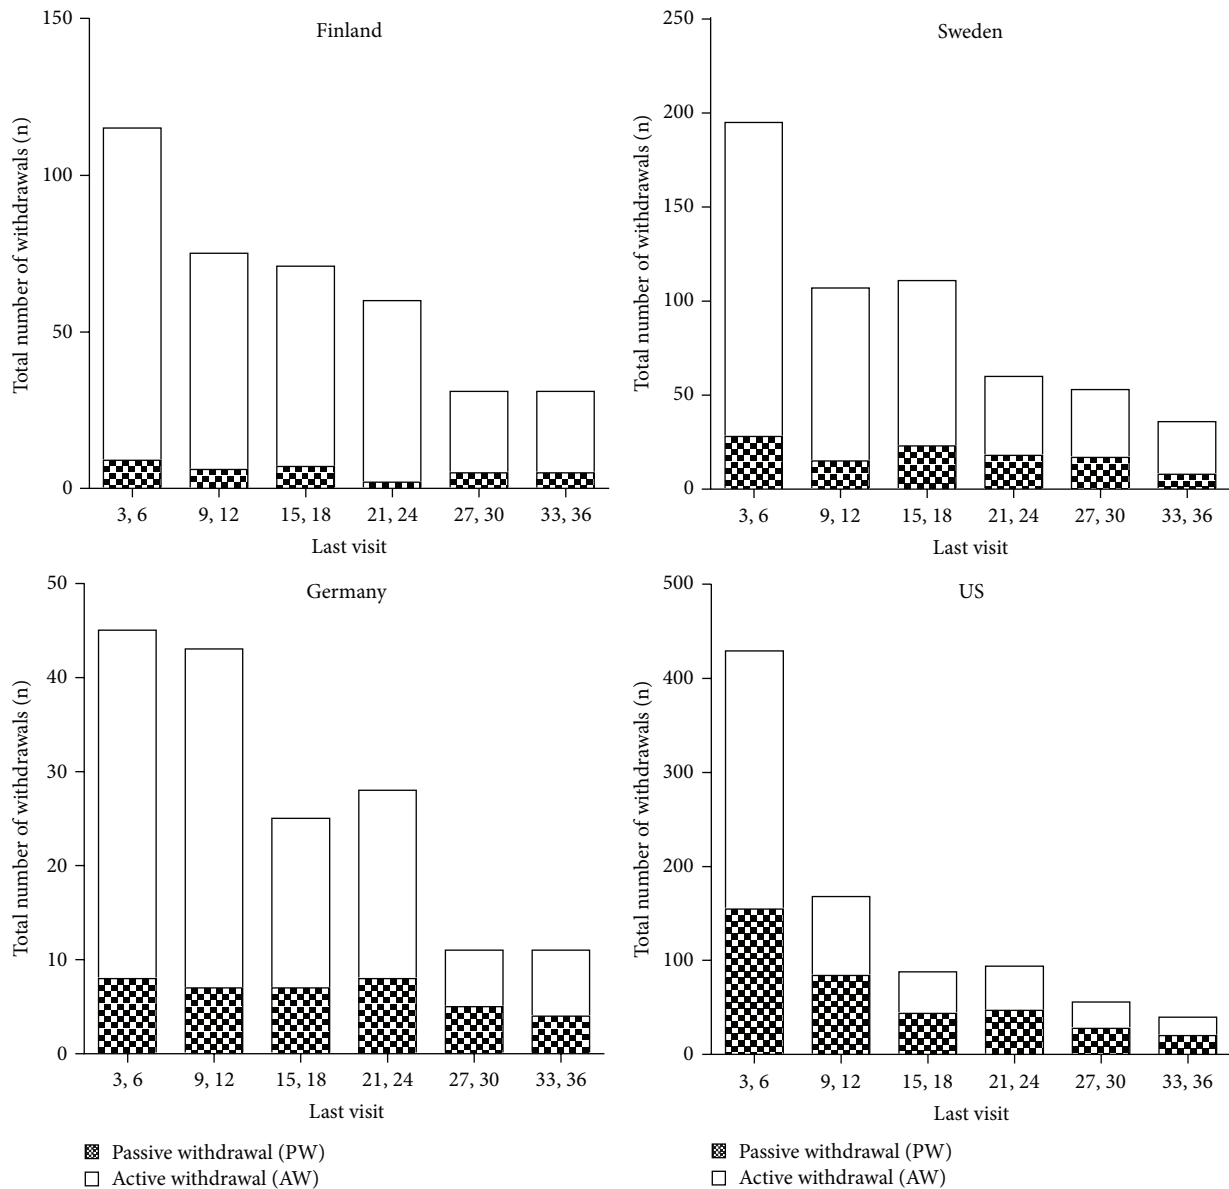 Finland
Total number of withdrawals (n)
150
100
50
0
3, 6 9, 12 15, 18 21, 24 27, 30 33, 36
Last visit
Sweden
Total number of withdrawals (n)
250
200
150
100
50
0
3, 6 9, 12 15, 18 21, 24 27, 30 33, 36
Last visit
Germany
Total number of withdrawals (n)
50
40
30
20
10
0
3, 6 9, 12 15, 18 21, 24 27, 30 33, 36
Last visit
Passive withdrawal (PW)
Active withdrawal (AW)
US
Total number of withdrawals (n)
500
400
300
200
100
0
3, 6 9, 12 15, 18 21, 24 27, 30 33, 36
Last visit
Passive withdrawal (PW)
Active withdrawal (AW)